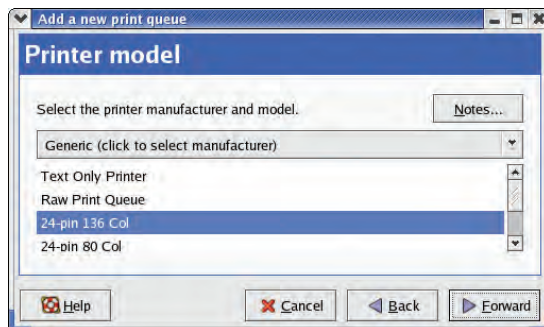 Add a new print queue
Printer model
Select the printer manufacturer and model.
Notes...
Generic (click to select manufacturer)
Text Only Printer
Raw Print Queue
24-pin 136 Col
24-pin 80 Col
Help
Cancel
Back
Forward